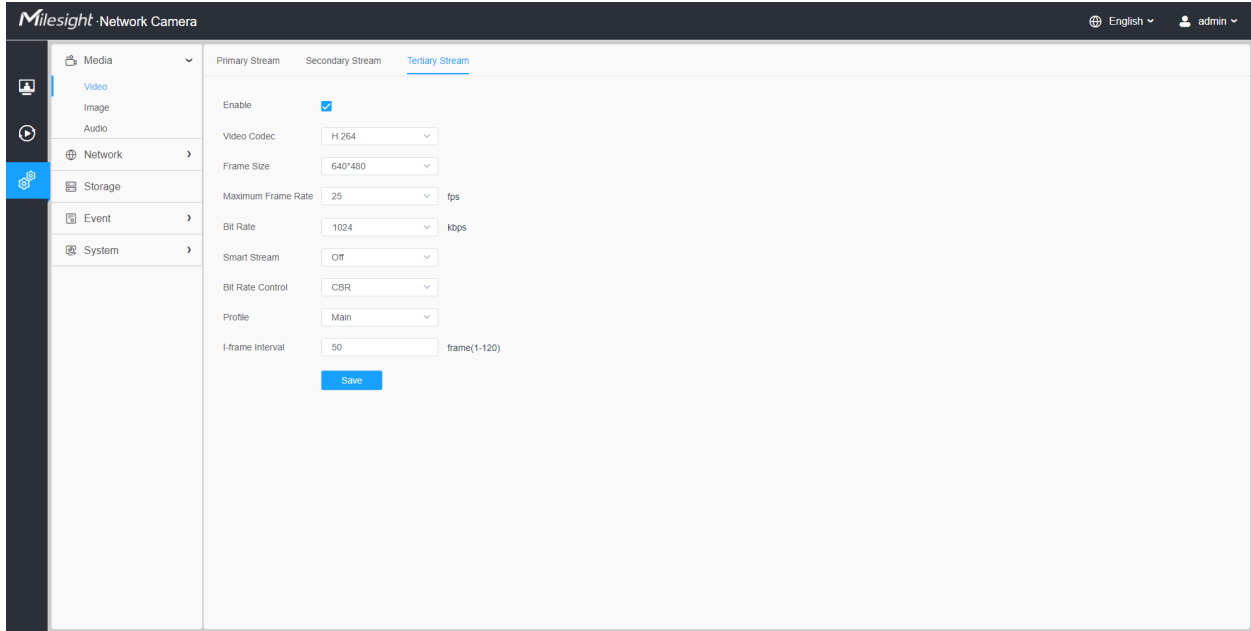 Milesight · Network Camera
English
admin
Media
Video
Image
Audio
Network
Storage
Event
System
Primary Stream
Secondary Stream
Tertiary Stream
Enable
Video Codec
H.264
Frame Size
640*480
Maximum Frame Rate
25
fps
Bit Rate
1024
kbps
Smart Stream
Off
Bit Rate Control
CBR
Profile
Main
I-frame Interval
50
frame(1-120)
Save